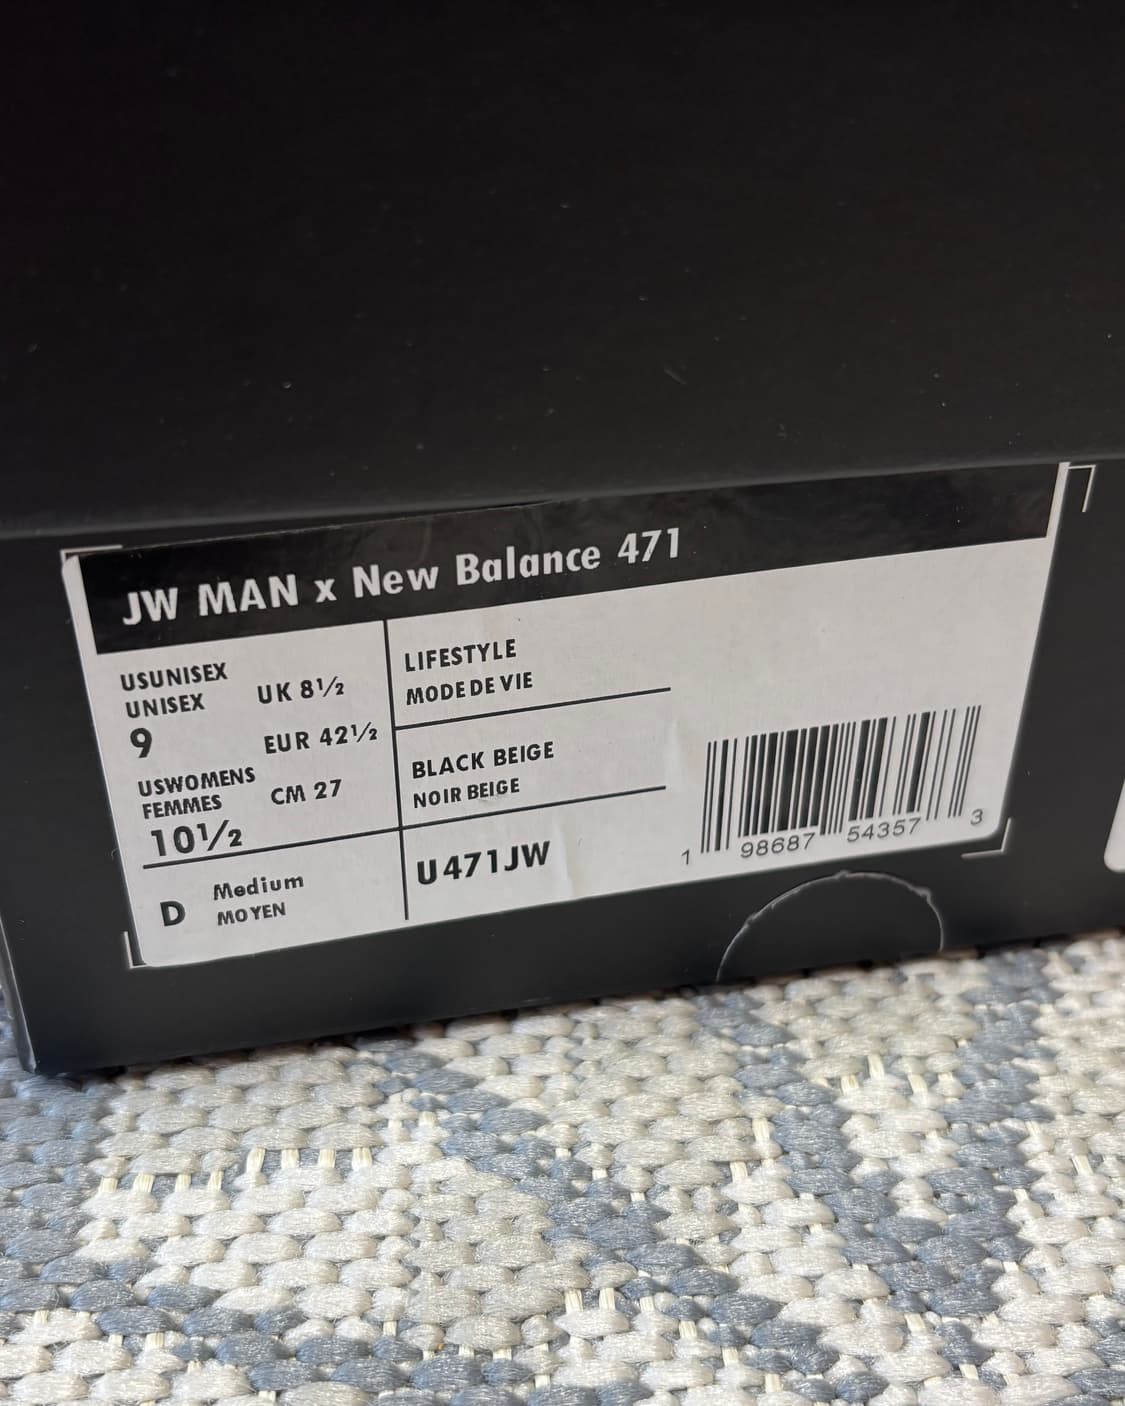 JW MAN x New Balance 471
USUNISEX
UNISEX
9
USWOMENS
FEMMES
10½
UK 8½
EUR 42½
CM 27
D
Medium
MOYEN
LIFESTYLE
MODE DE VIE
BLACK BEIGE
NOIR BEIGE
U471JW
1 98687 54357 3